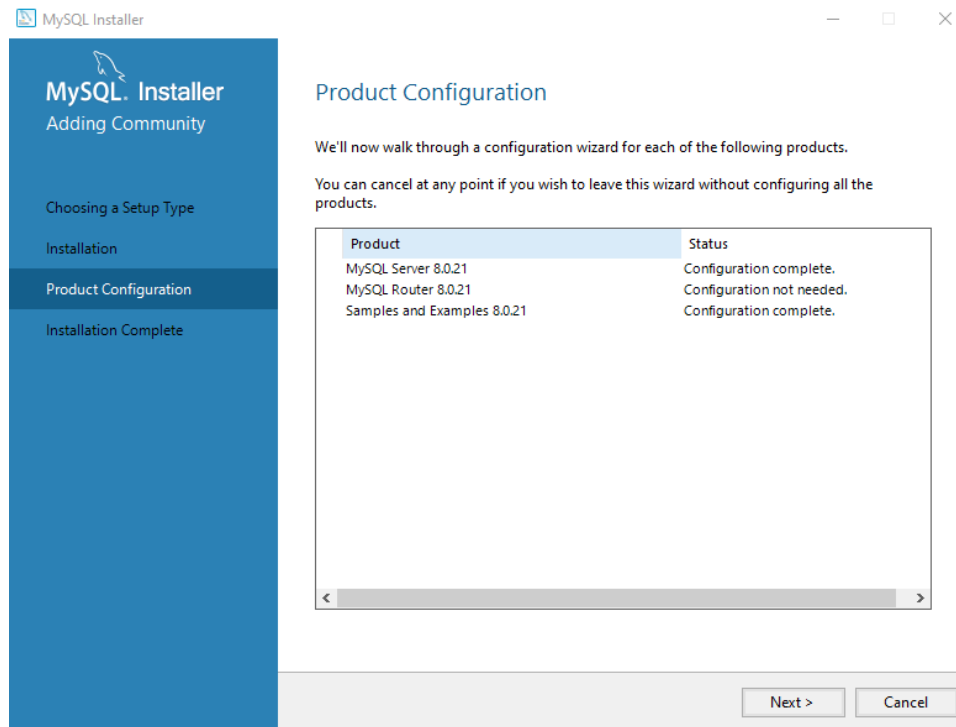 MySQL Installer
MySQL. Installer
Adding Community
Choosing a Setup Type
Installation
Product Configuration
Installation Complete
Product Configuration
We'll now walk through a configuration wizard for each of the following products.
You can cancel at any point if you wish to leave this wizard without configuring all the
products.
Product Status
MySQL Server 8.0.21 Configuration complete.
MySQL Router 8.0.21 Configuration not needed.
Samples and Examples 8.0.21 Configuration complete.
Next > Cancel